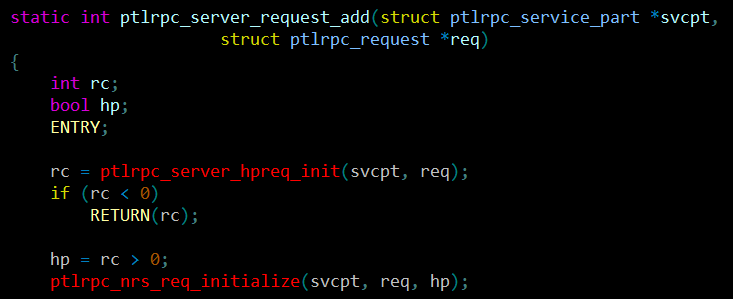 static int ptlrpc_server_request_add(struct ptlrpc_service_part *svcpt,
                     struct ptlrpc_request *req)
{
    int rc;
    bool hp;
    ENTRY;

    rc = ptlrpc_server_hpreq_init(svcpt, req);
    if (rc < 0)
        RETURN(rc);

    hp = rc > 0;
    ptlrpc_nrs_req_initialize(svcpt, req, hp);